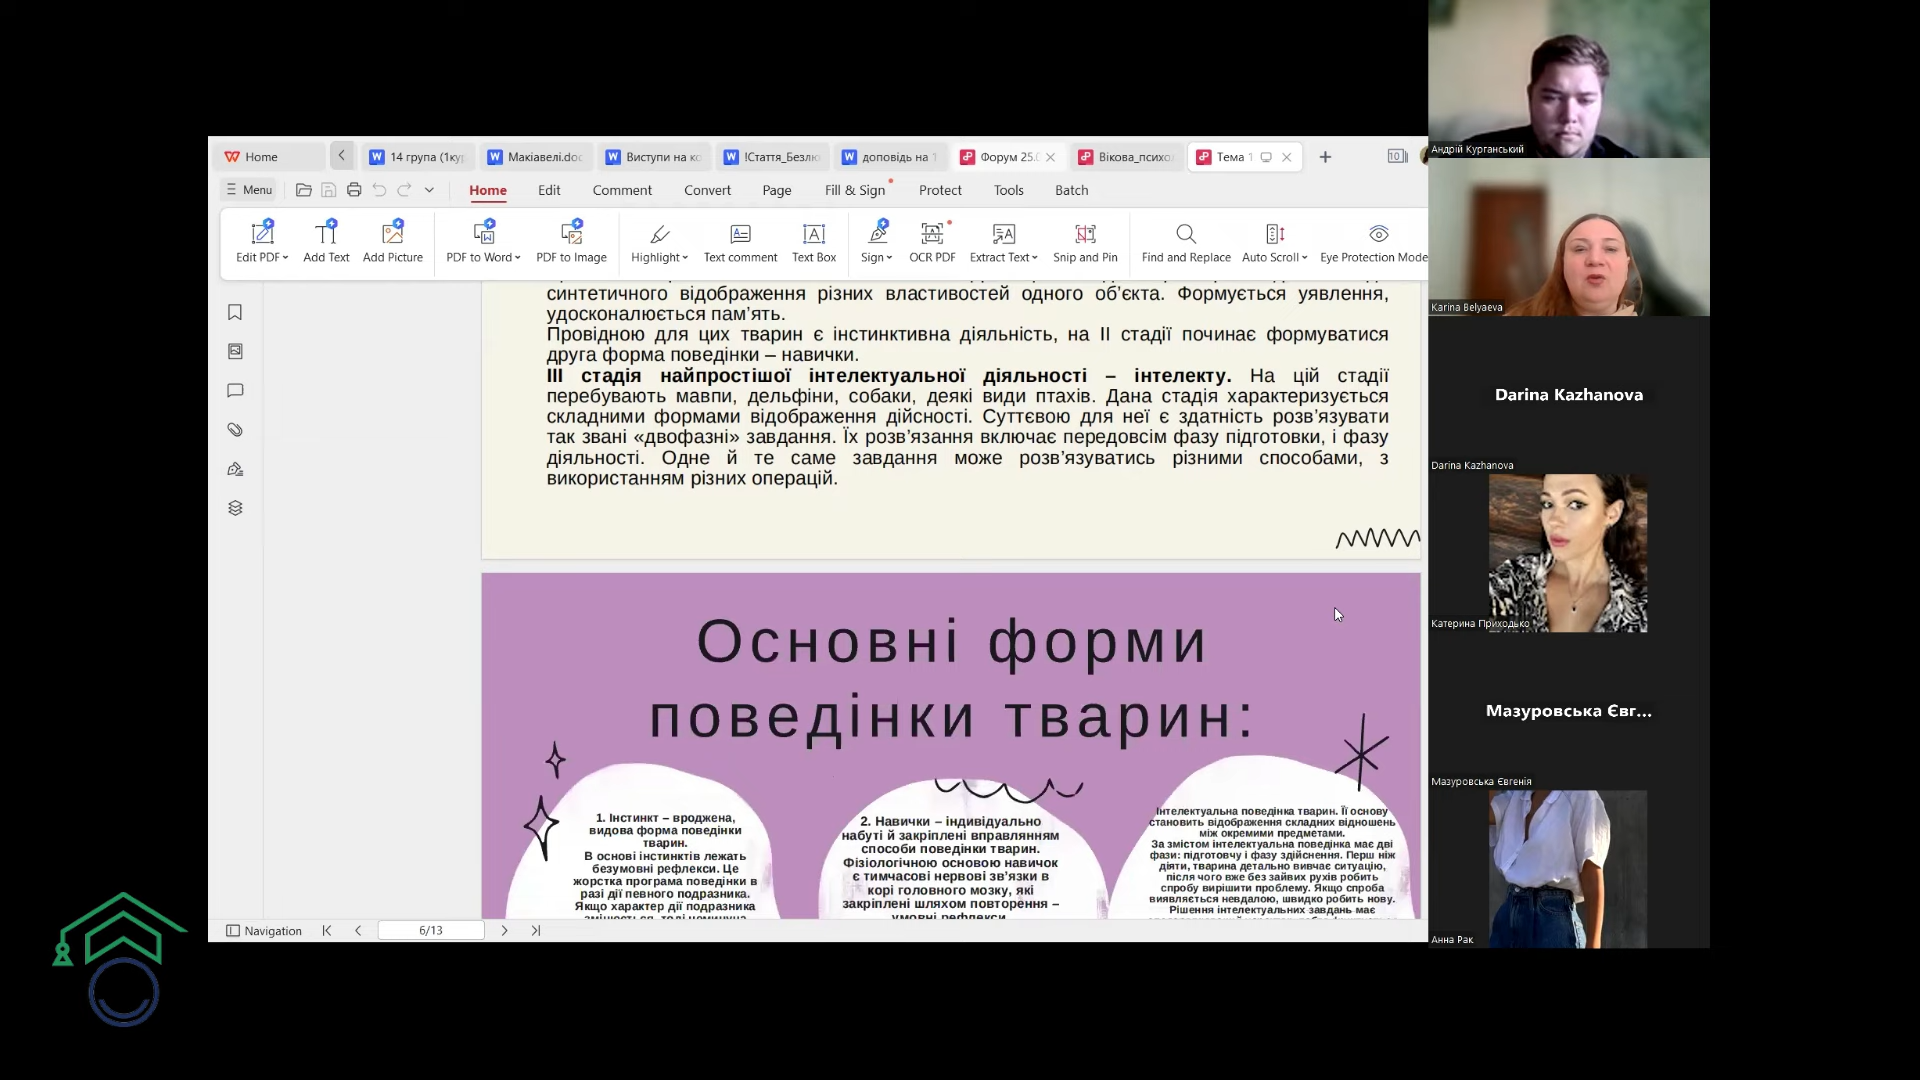 Home
14 група (1кур
Макіавелі.doc
Виступи на ко
!Стаття_Безлю
доповідь на 1
Форум 25.0
Вікова_психол
Тема 1
Menu
Home
Edit
Comment
Convert
Page
Fill & Sign
Protect
Tools
Batch
Edit PDF
Add Text
Add Picture
PDF to Word
PDF to Image
Highlight
Text comment
Text Box
Sign
OCR PDF
Extract Text
Snip and Pin
Find and Replace
Auto Scroll
Eye Protection Mode
синтетичного відображення різних властивостей одного об’єкта. Формується уявлення,
удосконалюється пам’ять.
Провідною для цих тварин є інстинктивна діяльність, на ІІ стадії починає формуватися
друга форма поведінки – навички.
ІІІ стадія найпростішої інтелектуальної діяльності – інтелекту. На цій стадії
перебувають мавпи, дельфіни, собаки, деякі види птахів. Дана стадія характеризується
складними формами відображення дійсності. Суттєвою для неї є здатність розв’язувати
так звані «двофазні» завдання. Їх розв’язання включає передовсім фазу підготовки, і фазу
діяльності. Одне й те саме завдання може розв’язуватись різними способами, з
використанням різних операцій.
Основні форми
поведінки тварин:
1. Інстинкт – вроджена,
видова форма поведінки
тварин.
В основі інстинктів лежать
безумовні рефлекси. Це
жорстка програма поведінки в
разі дії певного подразника.
Якщо характер дії подразника
2. Навички – індивідуально
набуті й закріплені вправлянням
способи поведінки тварин.
Фізіологічною основою навичок
є тимчасові нервові зв’язки в
корі головного мозку, які
закріплені шляхом повторення –
умовні рефлекси.
Інтелектуальна поведінка тварин. Її основу
становить відображення складних відношень
між окремими предметами.
За змістом інтелектуальна поведінка має дві
фази: підготовчу і фазу здійснення. Перш ніж
діяти, тварина детально вивчає ситуацію,
після чого вже без зайвих рухів робить
спробу вирішити проблему. Якщо спроба
виявляється невдалою, швидко робить нову.
Рішення інтелектуальних завдань має
Navigation
6/13
Андрій Курганський
Karina Belyaeva
Darina Kazhanova
Darina Kazhanova
Катерина Приходько
Мазуровська Євг...
Мазуровська Євгенія
Анна Рак